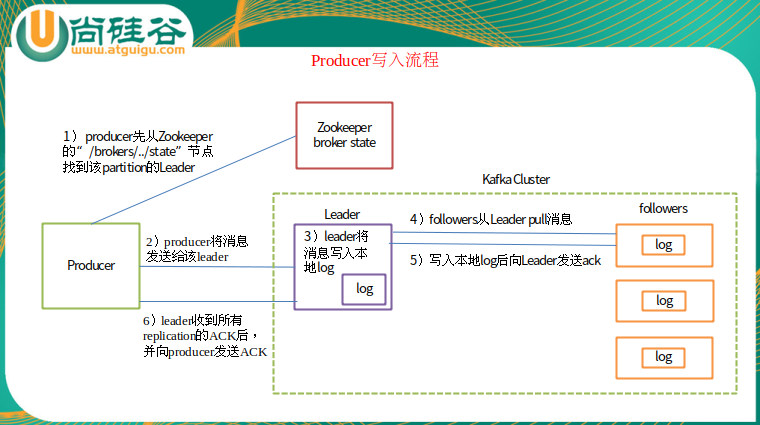 尚硅谷
www.atguigu.com
Producer写入流程
1） producer先从Zookeeper
的”/brokers/../state”节点
找到该partition的Leader
Zookeeper
broker state
Kafka Cluster
Producer
2）producer将消息
发送给该leader
Leader
3）leader将
消息写入本
地log
log
4）followers从Leader pull消息
5）写入本地log后向Leader发送ack
followers
log
log
log
6）leader收到所有
replication的ACK后，
并向producer发送ACK